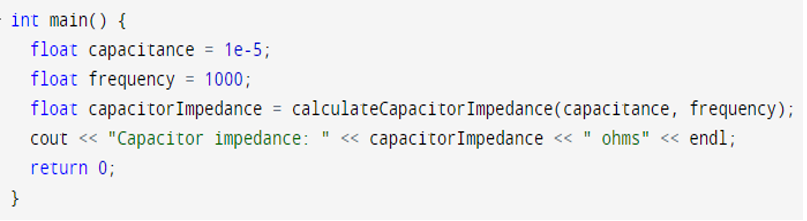 int main() {
float capacitance = 1e-5;
float frequency = 1000;
float capacitorImpedance = calculateCapacitorImpedance(capacitance, frequency);
cout << "Capacitor impedance: " << capacitorImpedance << " ohms" << endl;
return 0;
}